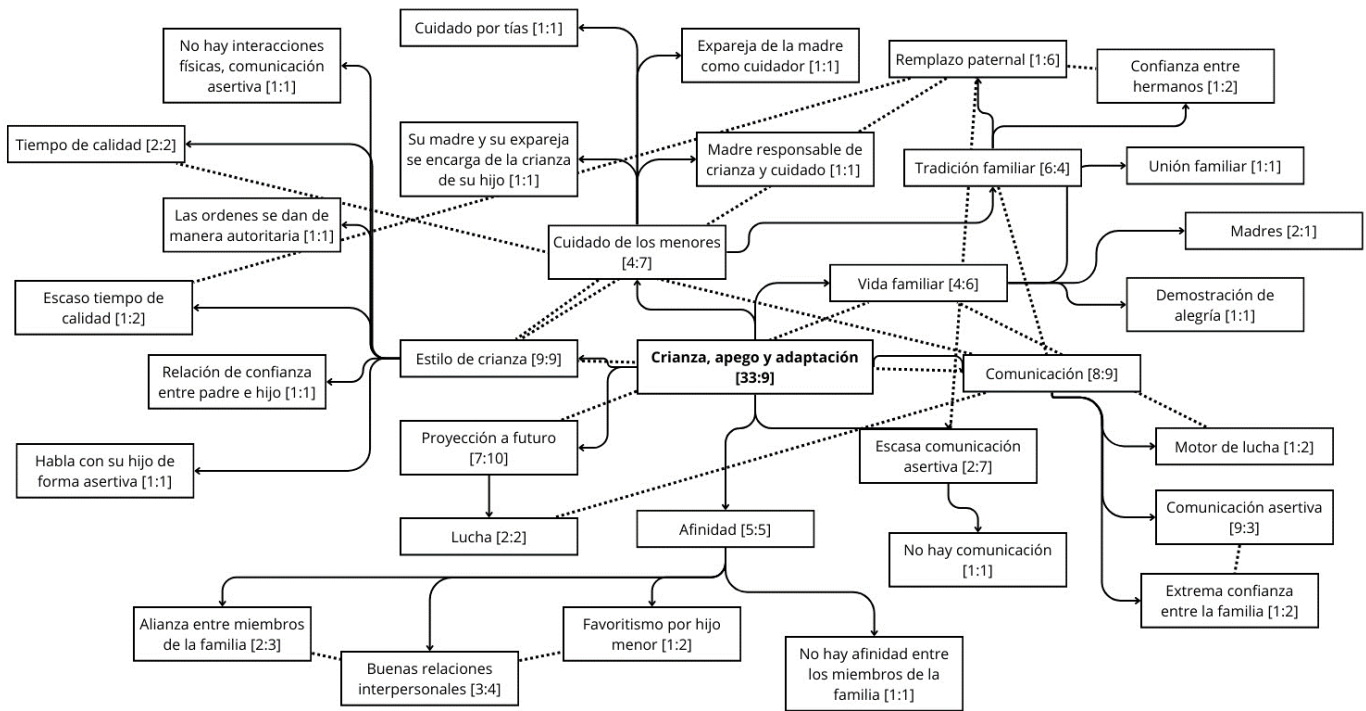 Cuidado por tías [1:1]
No hay interacciones
físicas, comunicación
asertiva [1:1]
Expareja de la madre
como cuidador [1:1]
Remplazo paternal [1:6]
Confianza entre
hermanos [1:2]
Tiempo de calidad [2:2]
Su madre y su expareja
se encarga de la crianza
de su hijo [1:1]
Madre responsable de
crianza y cuidado [1:1]
Tradición familiar [6:4]
Unión familiar [1:1]
Las ordenes se dan de
manera autoritaria [1:1]
Cuidado de los menores
[4:7]
Madres [2:1]
Vida familiar [4:6]
Escaso tiempo de
calidad [1:2]
Demostración de
alegría [1:1]
Estilo de crianza [9:9]
Crianza, apego y adaptación
[33:9]
Comunicación [8:9]
Relación de confianza
entre padre e hijo [1:1]
Proyección a futuro
[7:10]
Escasa comunicación
asertiva [2:7]
Motor de lucha [1:2]
Habla con su hijo de
forma asertiva [1:1]
Comunicación asertiva
[9:3]
Lucha [2:2]
Afinidad [5:5]
No hay comunicación
[1:1]
Extrema confianza
entre la familia [1:2]
Alianza entre miembros
de la familia [2:3]
Favoritismo por hijo
menor [1:2]
Buenas relaciones
interpersonales [3:4]
No hay afinidad entre
los miembros de la
familia [1:1]